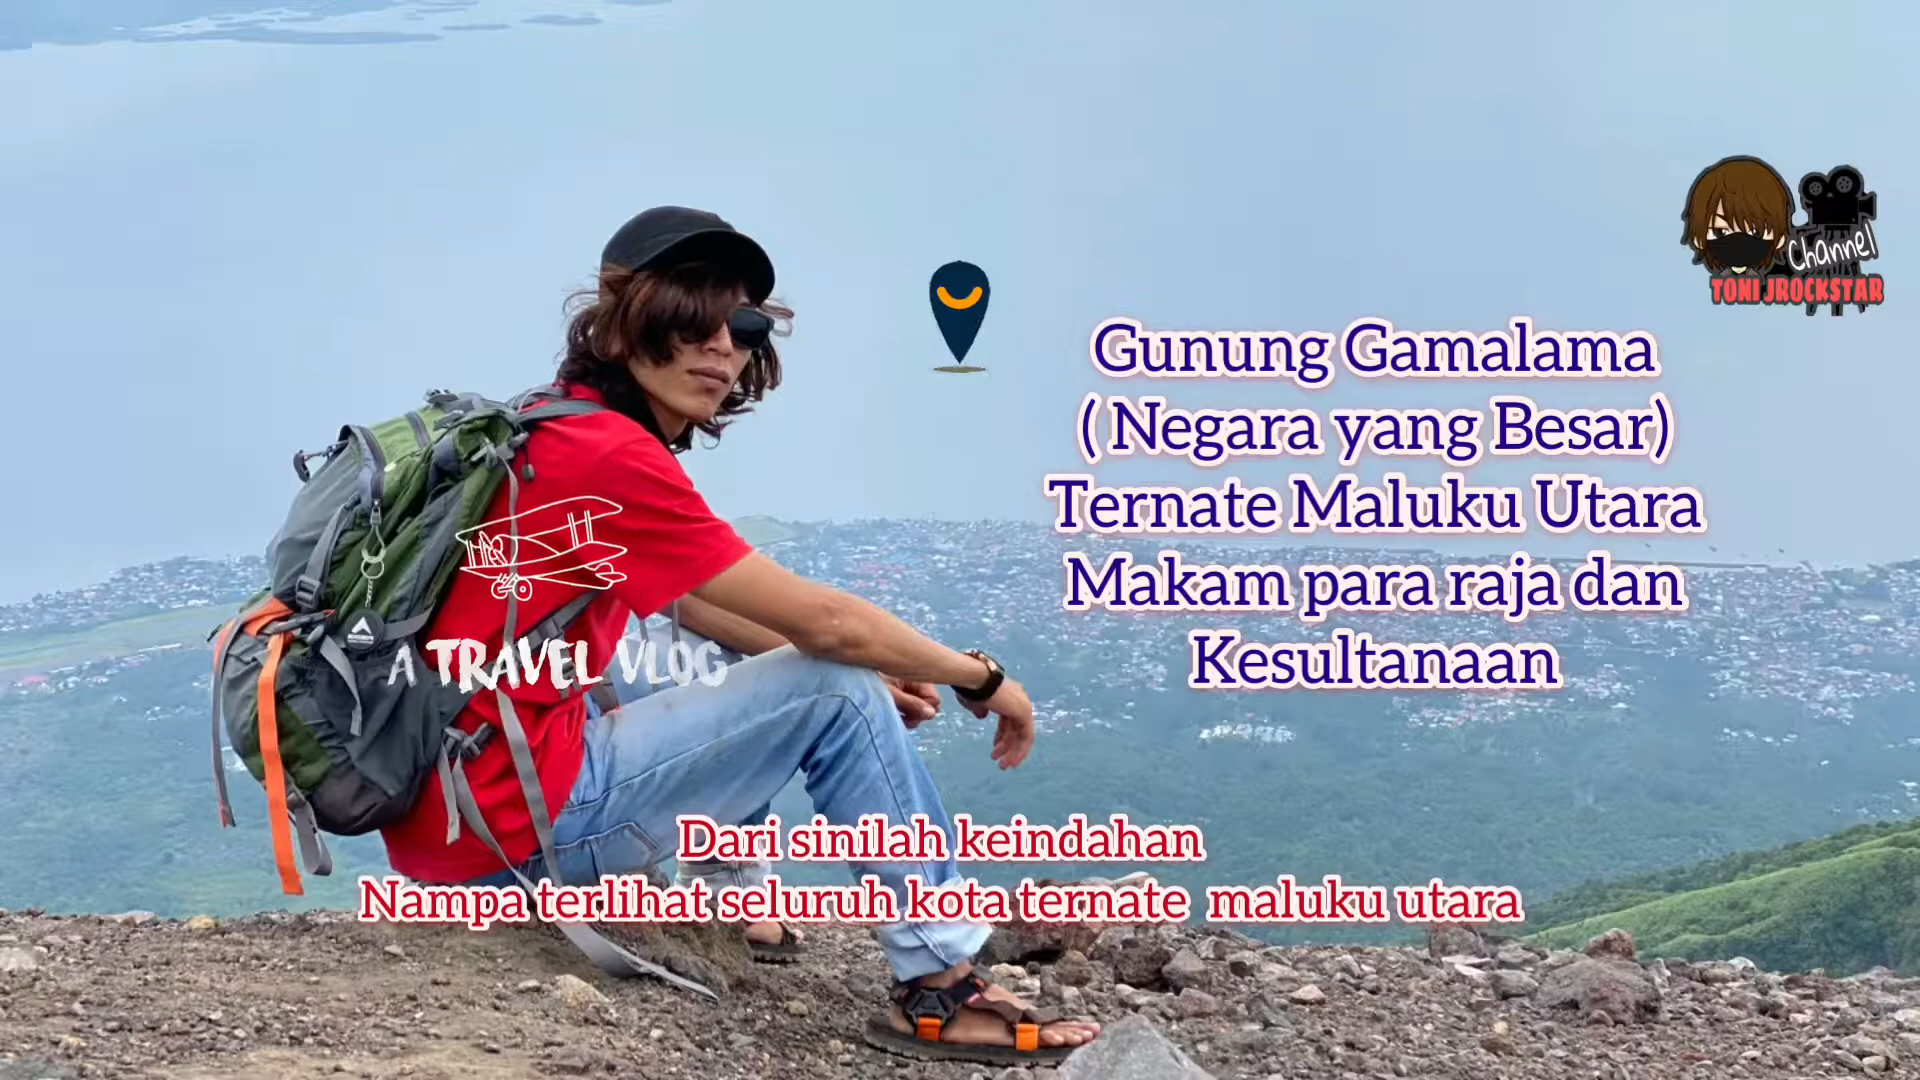 Channel
TONI JROCKSTAR
Gunung Gamalama
( Negara yang Besar)
Ternate Maluku Utara
Makam para raja dan
Kesultanaan
A TRAVEL VLOG
Dari sinilah keindahan
Nampa terlihat seluruh kota ternate maluku utara